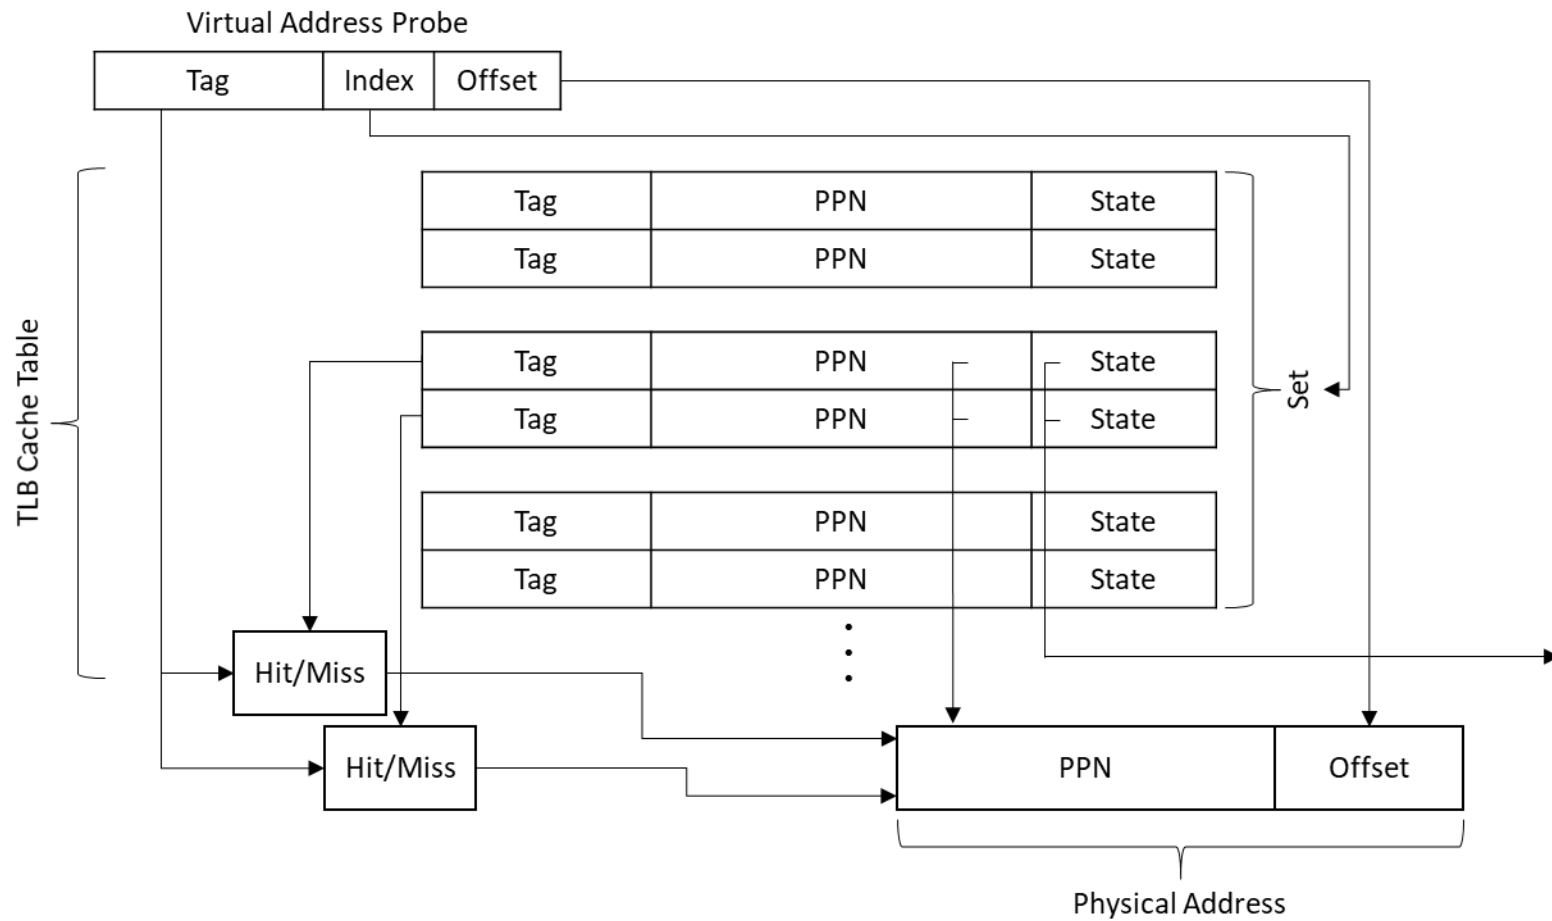 Virtual Address Probe
Tag Index Offset
Tag PPN State
Tag PPN State
Tag PPN State
Tag PPN State
Tag PPN State
Tag PPN State
TLB Cache Table
Set
Hit/Miss
Hit/Miss
PPN Offset
Physical Address